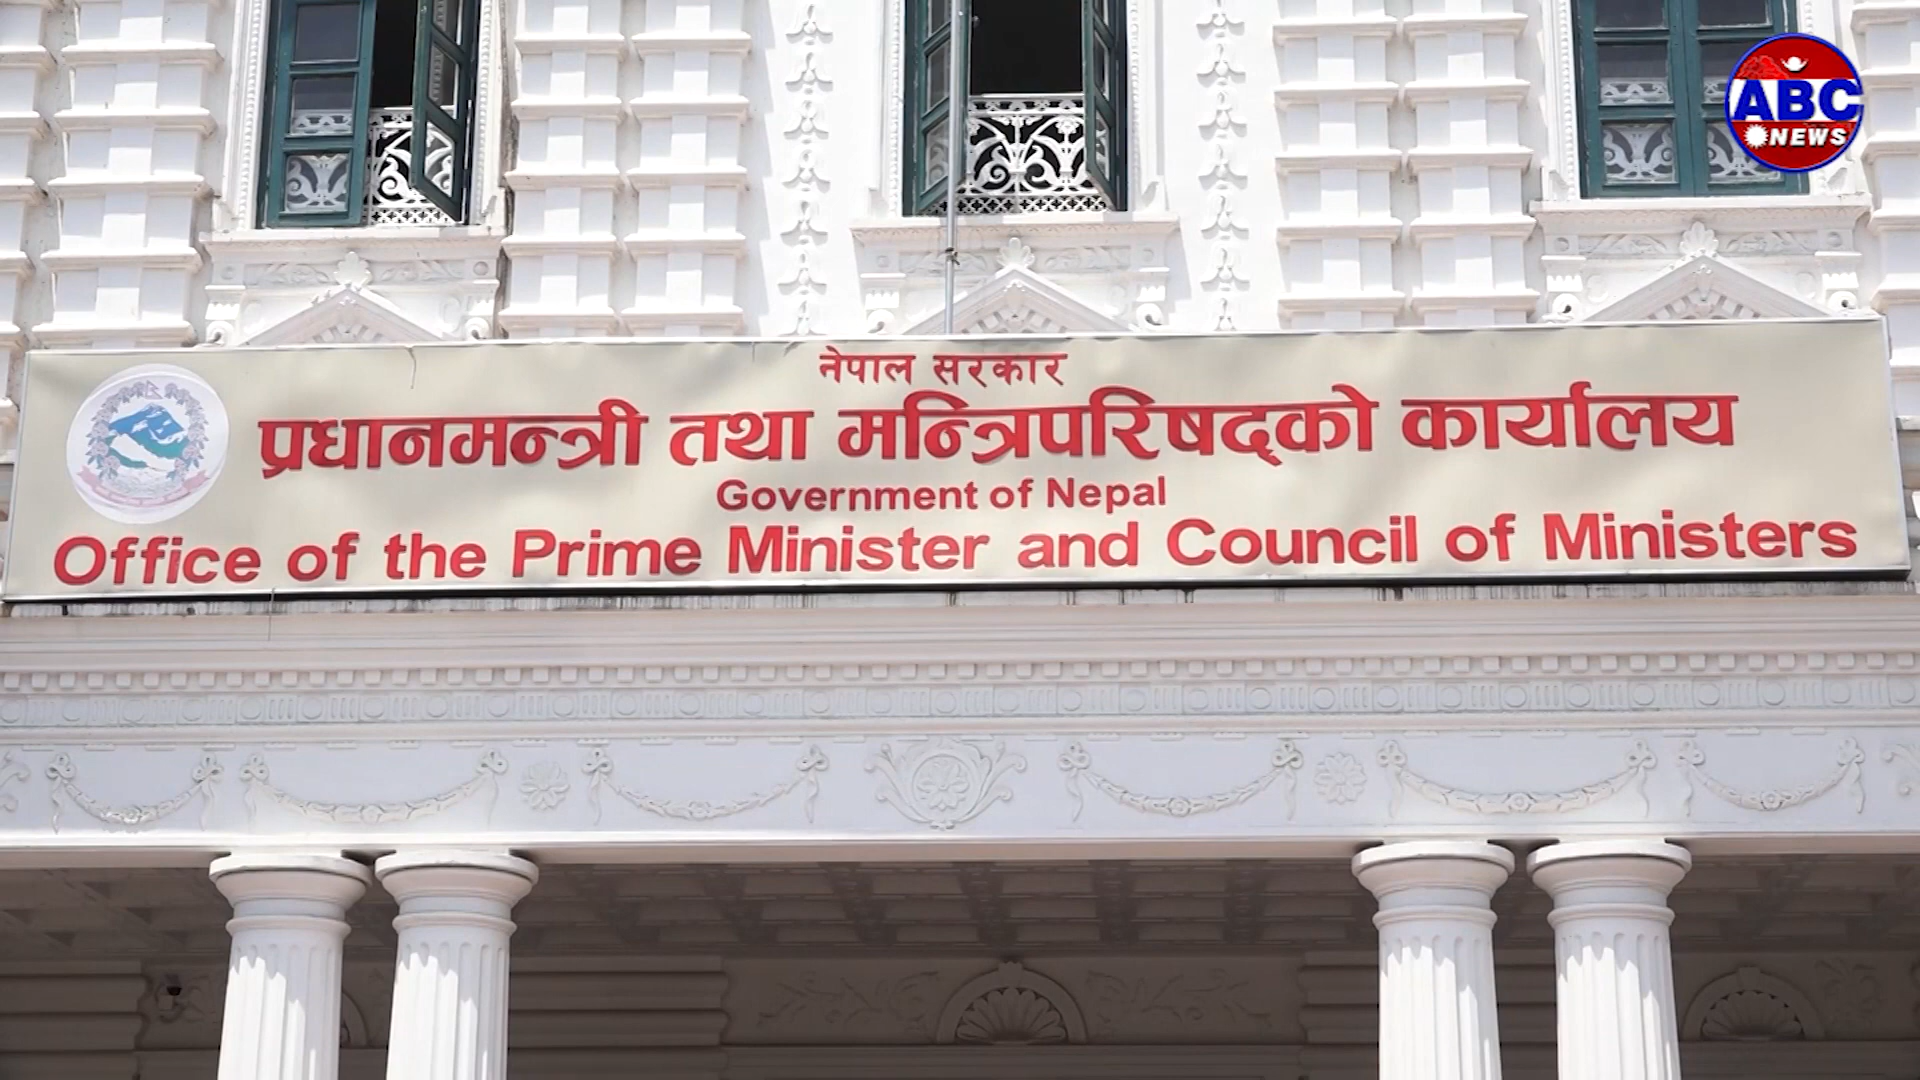 ABC
NEWS
नेपाल सरकार
प्रधानमन्त्री तथा मन्त्रिपरिषद्को कार्यालय
Government of Nepal
Office of the Prime Minister and Council of Ministers